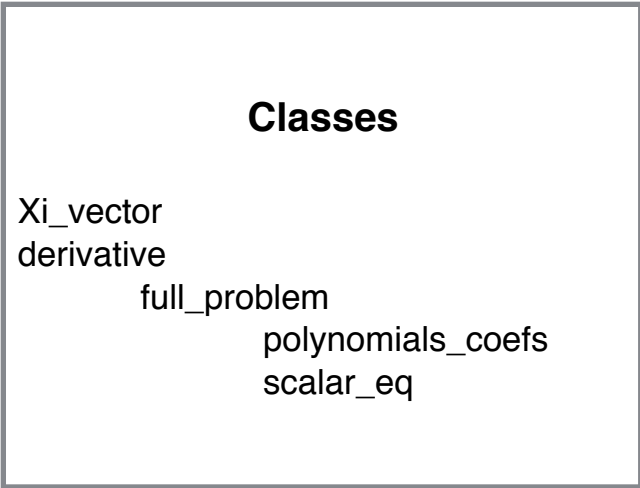 Classes
Xi_vector
derivative
full_problem
polynomials_coefs
scalar_eq